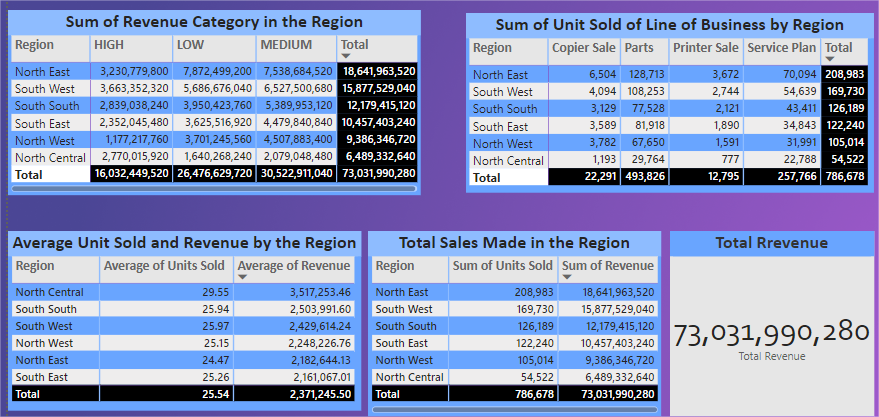 Sum of Revenue Category in the Region
Region HIGH LOW MEDIUM Total
North East 3,230,779,800 7,872,499,200 7,538,684,520 18,641,963,520
South West 3,663,352,320 5,686,676,040 6,527,500,680 15,877,529,040
South South 2,839,038,240 3,950,423,760 5,389,953,120 12,179,415,120
South East 2,352,045,480 3,625,516,920 4,479,840,840 10,457,403,240
North West 1,177,217,760 3,701,245,560 4,507,883,400 9,386,346,720
North Central 2,770,015,920 1,640,268,240 2,079,048,480 6,489,332,640
Total 16,032,449,520 26,476,629,720 30,522,911,040 73,031,990,280
Sum of Unit Sold of Line of Business by Region
Region Copier Sale Parts Printer Sale Service Plan Total
North East 6,504 128,713 3,672 70,094 208,983
South West 4,094 108,253 2,744 54,639 169,730
South South 3,129 77,528 2,121 43,411 126,189
South East 3,589 81,918 1,890 34,843 122,240
North West 3,782 67,650 1,591 31,991 105,014
North Central 1,193 29,764 777 22,788 54,522
Total 22,291 493,826 12,795 257,766 786,678
Average Unit Sold and Revenue by the Region
Region Average of Units Sold Average of Revenue
North Central 29.55 3,517,253.46
South South 25.94 2,503,991.60
South West 25.97 2,429,614.24
North West 25.15 2,248,226.76
North East 24.47 2,182,644.13
South East 25.26 2,161,067.01
Total 25.54 2,371,245.50
Total Sales Made in the Region
Region Sum of Units Sold Sum of Revenue
North East 208,983 18,641,963,520
South West 169,730 15,877,529,040
South South 126,189 12,179,415,120
South East 122,240 10,457,403,240
North West 105,014 9,386,346,720
North Central 54,522 6,489,332,640
Total 786,678 73,031,990,280
Total Rrevenue
73,031,990,280
Total Revenue